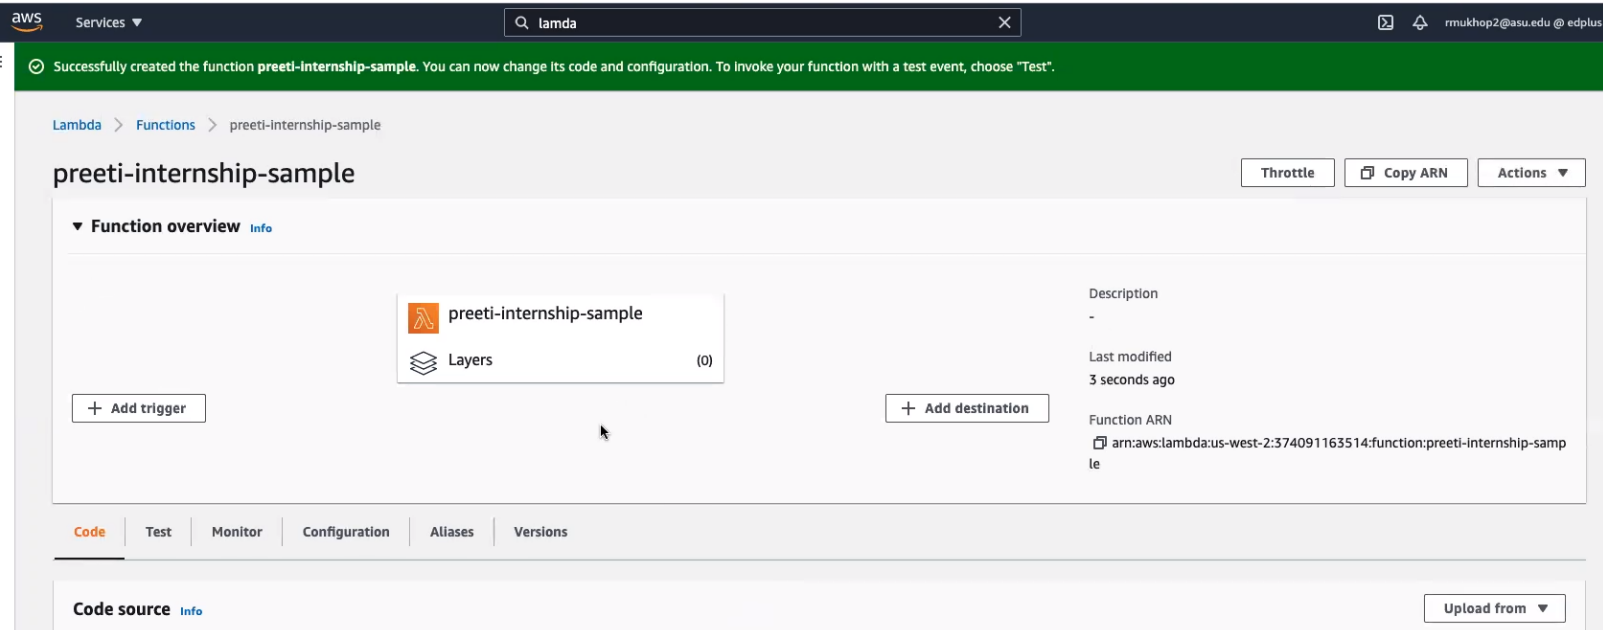 aws Services lamda rmukhop2@asu.edu @ edplus
Successfully created the function preeti-internship-sample. You can now change its code and configuration. To invoke your function with a test event, choose "Test".
Lambda Functions preeti-internship-sample
preeti-internship-sample Throttle Copy ARN Actions
Function overview Info
preeti-internship-sample
Layers (0)
Add trigger
Add destination
Description
-
Last modified
3 seconds ago
Function ARN
arn:aws:lambda:us-west-2:374091163514:function:preeti-internship-samp
le
Code Test Monitor Configuration Aliases Versions
Code source Info Upload from